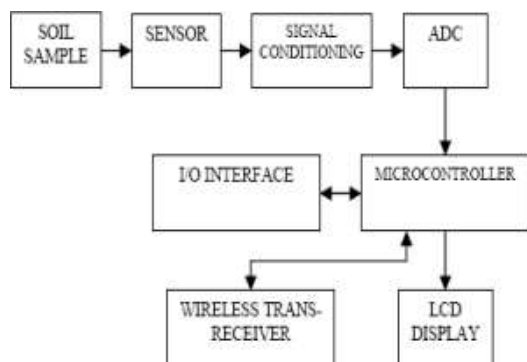 SOIL
SAMPLE
SENSOR
SIGNAL
CONDITIONING
ADC
I/O INTERFACE
MICROCONTROLLER
WIRELESS TRANS-
RECEIVER
LCD
DISPLAY